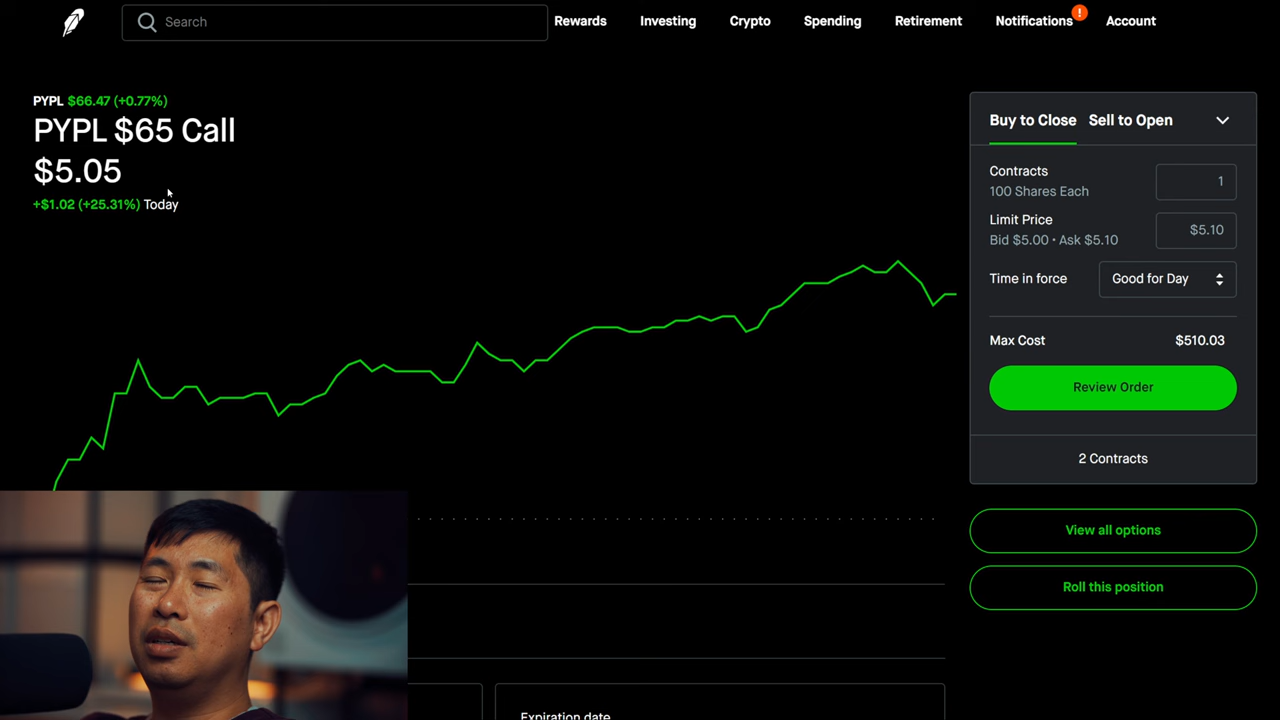 Search
Rewards
Investing
Crypto
Spending
Retirement
Notifications
!
Account
PYPL $66.47 (+0.77%)
PYPL $65 Call
$5.05
+$1.02 (+25.31%) Today
Buy to Close
Sell to Open
Contracts
1
100 Shares Each
Limit Price
$5.10
Bid $5.00 • Ask $5.10
Time in force
Good for Day
Max Cost
$510.03
Review Order
2 Contracts
View all options
Roll this position
Expiration date